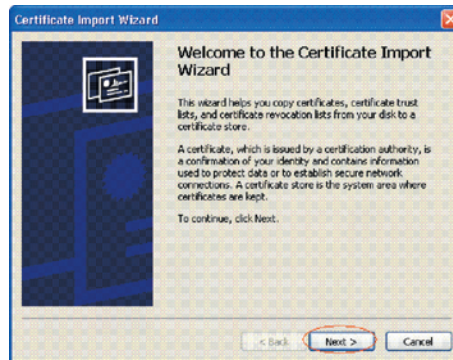 Certificate Import Wizard
Welcome to the Certificate Import
Wizard
This wizard helps you copy certificates, certificate trust
lists, and certificate revocation lists from your disk to a
certificate store.
A certificate, which is issued by a certification authority, is
a confirmation of your identity and contains information
used to protect data or to establish secure network
connections. A certificate store is the system area where
certificates are kept.
To continue, click Next.
< Back Next > Cancel